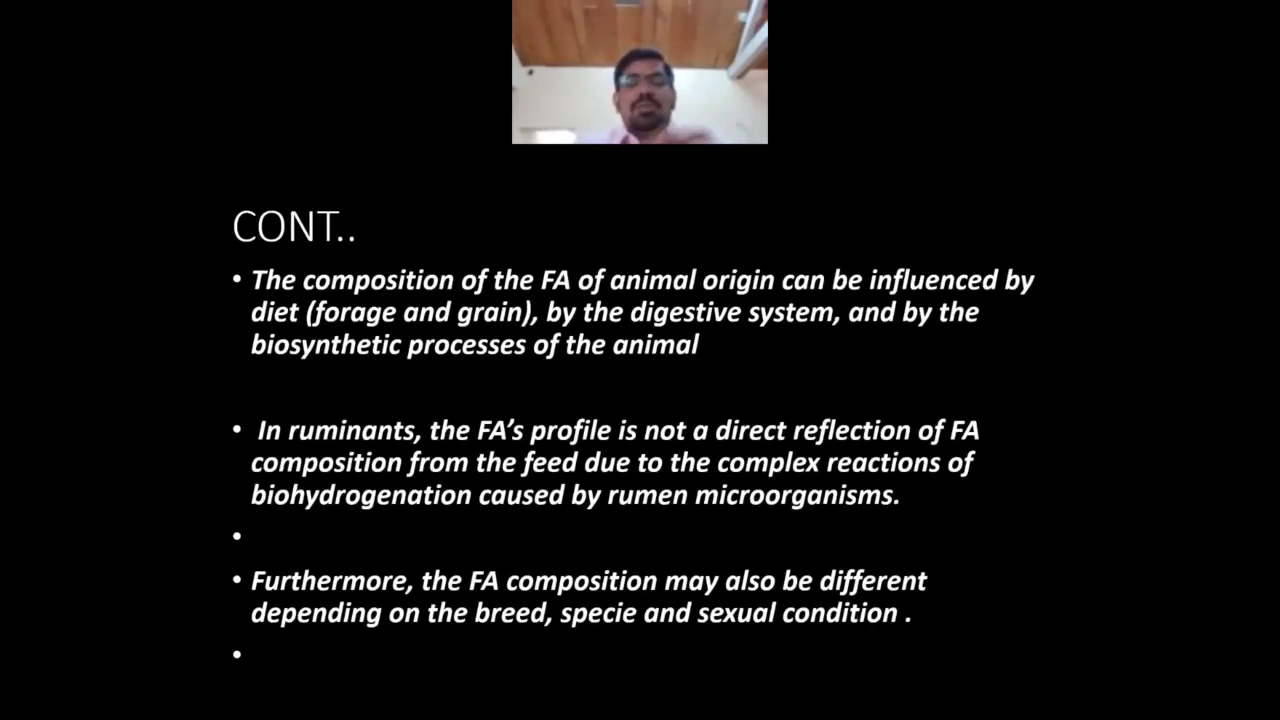 CONT..
• The composition of the FA of animal origin can be influenced by
diet (forage and grain), by the digestive system, and by the
biosynthetic processes of the animal
• In ruminants, the FA’s profile is not a direct reflection of FA
composition from the feed due to the complex reactions of
biohydrogenation caused by rumen microorganisms.
•
• Furthermore, the FA composition may also be different
depending on the breed, specie and sexual condition .
•